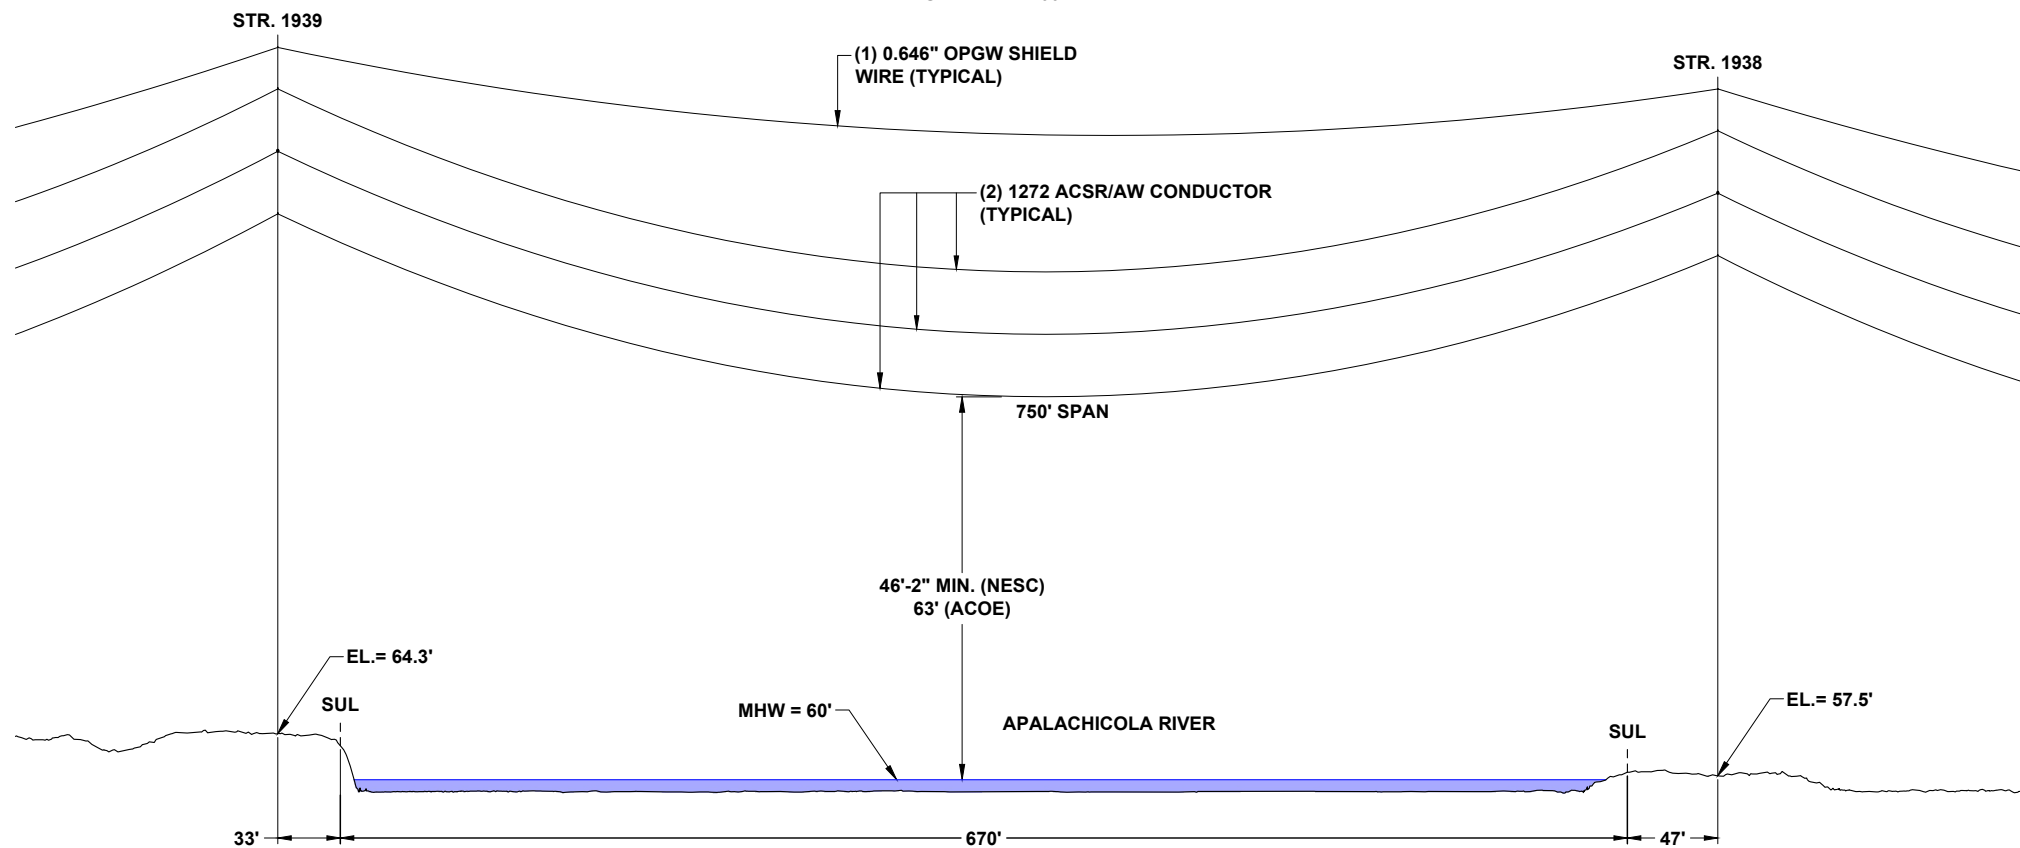 STR. 1939
(1) 0.646" OPGW SHIELD
WIRE (TYPICAL)
STR. 1938
(2) 1272 ACSR/AW CONDUCTOR
(TYPICAL)
750' SPAN
46'-2" MIN. (NESC)
63' (ACOE)
EL.= 64.3'
SUL
MHW = 60'
APALACHICOLA RIVER
SUL
EL.= 57.5'
33'
670'
47'